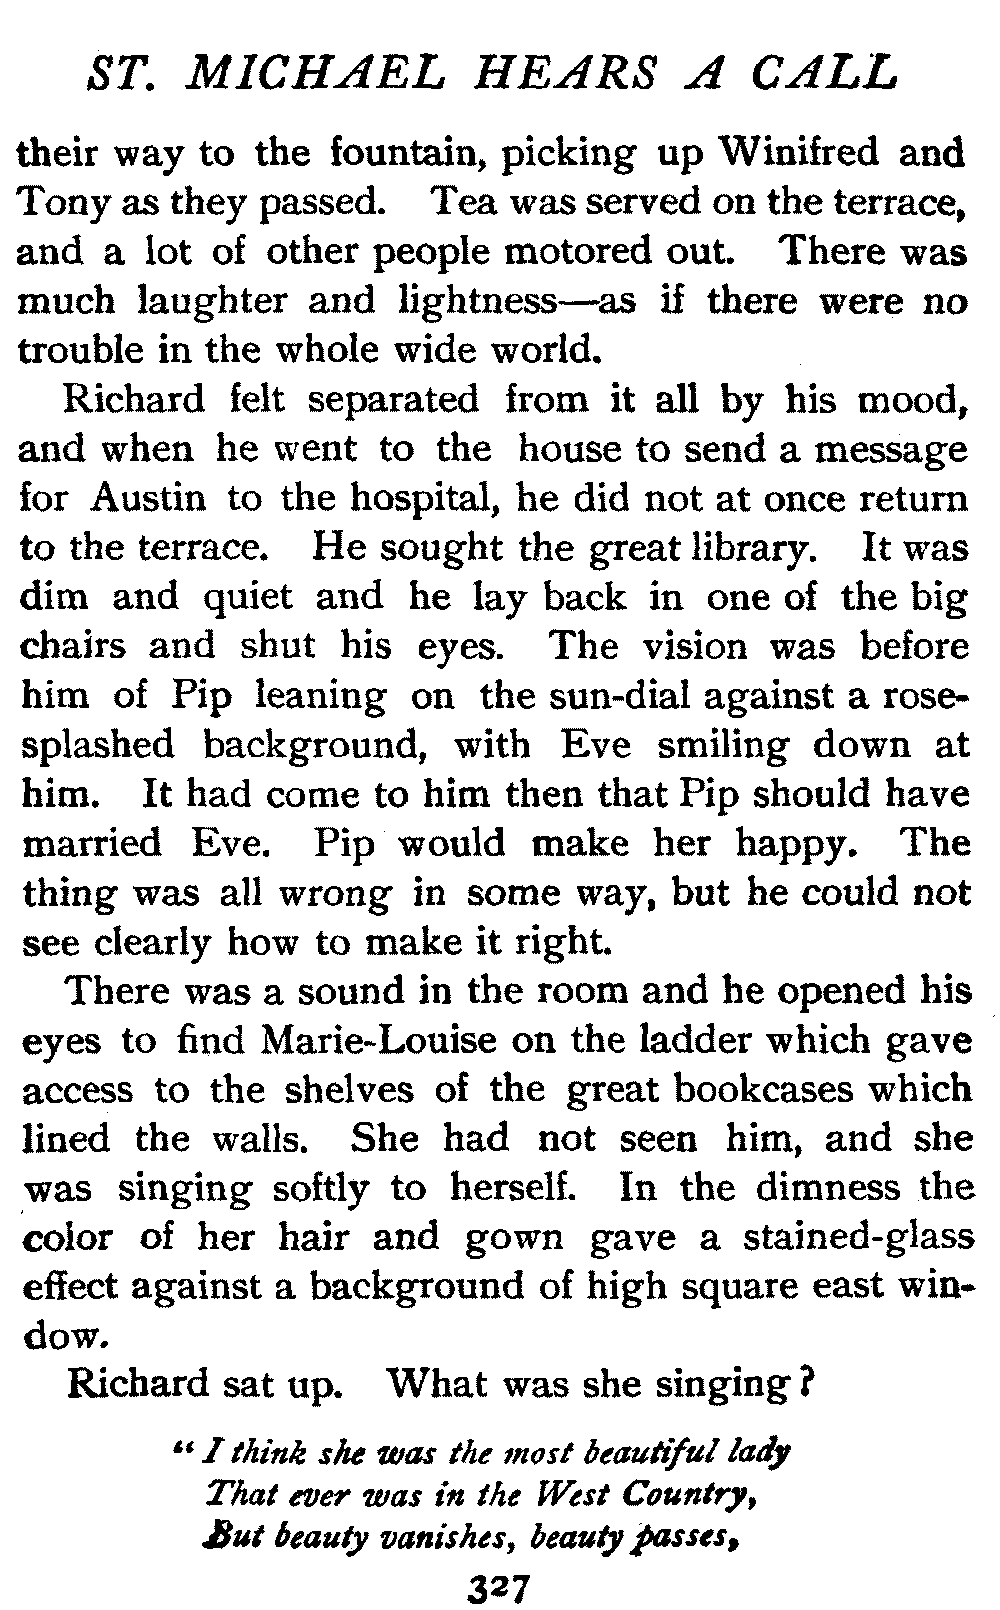 ST. MICHAEL HEARS A CALL
their way to the fountain, picking up Winifred and
Tony as they passed. Tea was served on the terrace,
and a lot of other people motored out. There was
much laughter and lightness—as if there were no
trouble in the whole wide world.
Richard felt separated from it all by his mood,
and when he went to the house to send a message
for Austin to the hospital, he did not at once return
to the terrace. He sought the great library. It was
dim and quiet and he lay back in one of the big
chairs and shut his eyes. The vision was before
him of Pip leaning on the sun-dial against a rose-
splashed background, with Eve smiling down at
him. It had come to him then that Pip should have
married Eve. Pip would make her happy. The
thing was all wrong in some way, but he could not
see clearly how to make it right.
There was a sound in the room and he opened his
eyes to find Marie-Louise on the ladder which gave
access to the shelves of the great bookcases which
lined the walls. She had not seen him, and she
was singing softly to herself. In the dimness the
color of her hair and gown gave a stained-glass
effect against a background of high square east win-
dow.
Richard sat up. What was she singing?
“I think she was the most beautiful lady
That ever was in the West Country,
But beauty vanishes, beauty passes,
327